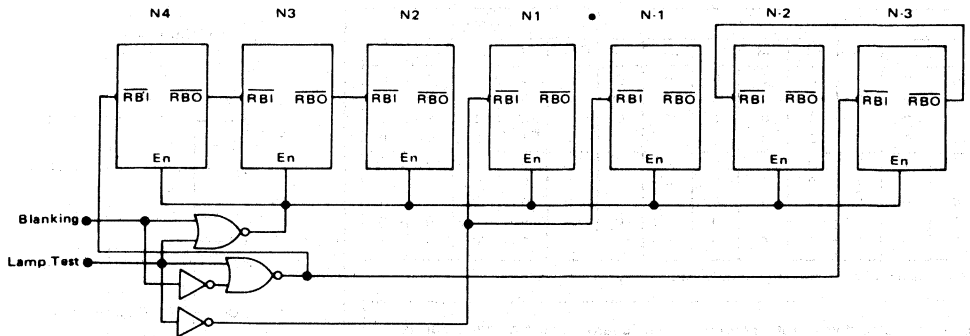 N4 N3 N2 N1 • N·1 N·2 N·3
RBI RBO RBI RBO RBI RBO RBI RBO RBI RBO RBI RBO RBI RBO
En En En En En En En
Blanking
Lamp Test